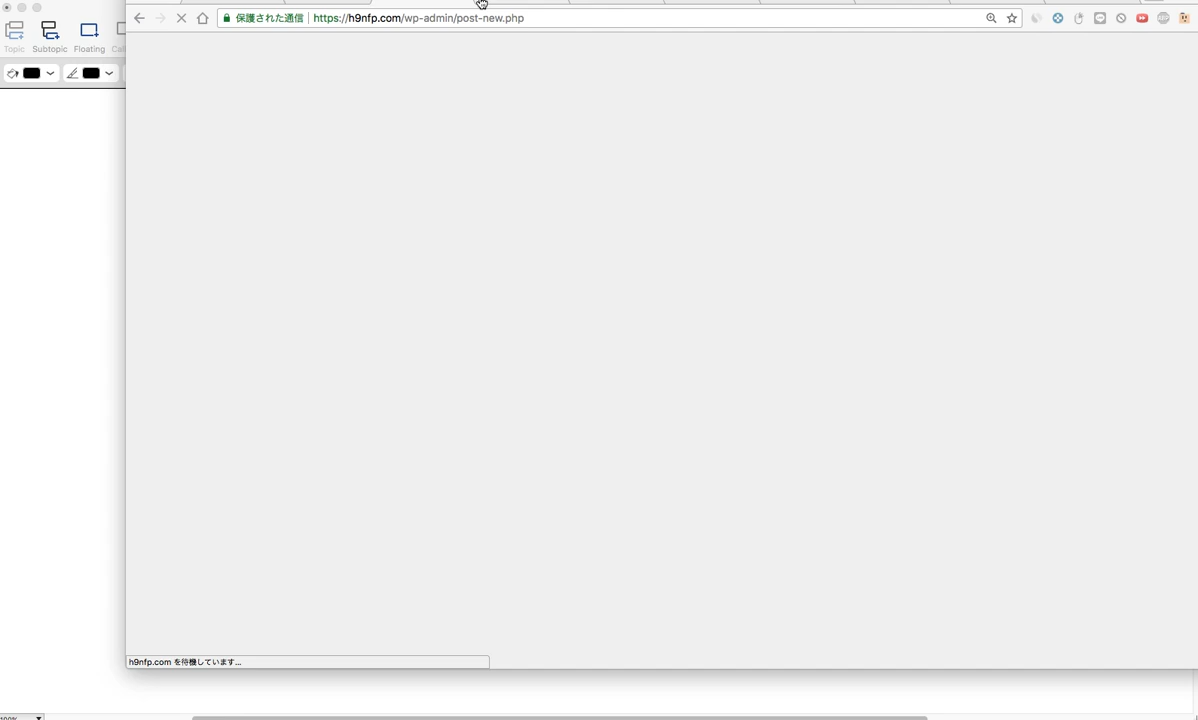 保護された通信 https://h9nfp.com/wp-admin/post-new.php
Topic Subtopic Floating
h9nfp.com を待機しています...
100%